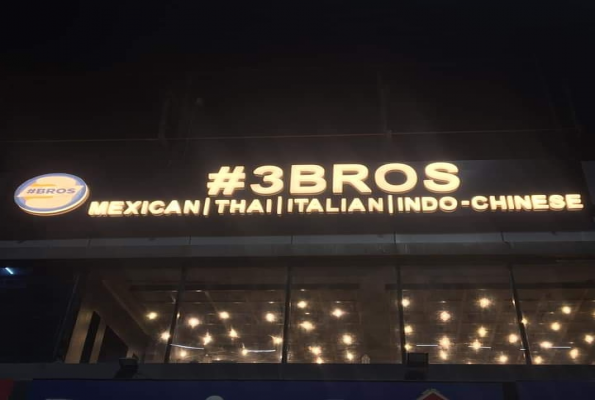 #3BROS
#BROS
MEXICAN | THAI | ITALIAN | INDO-CHINESE